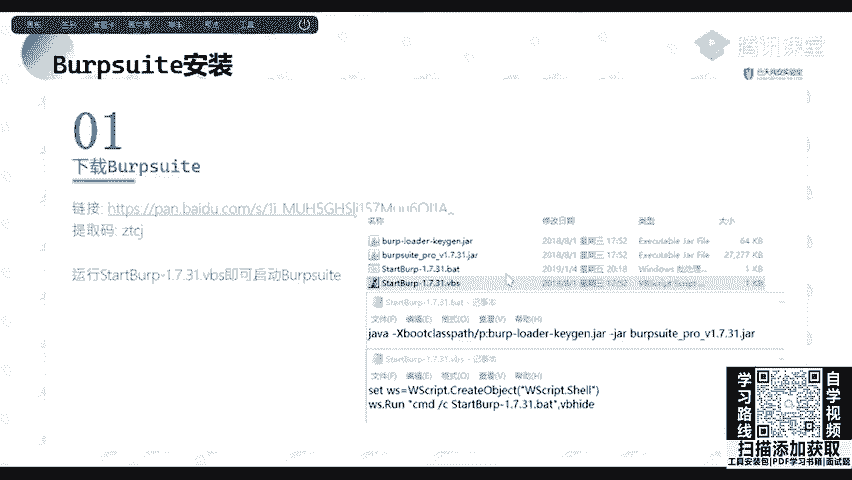 腾讯课堂
Burpsuite安装
01
下载Burpsuite
提取码: ztcj
运行StartBurp-1.7.31.vbs即可启动Burpsuite
名称 修改日期 类型 大小
burp-loader-keygen.jar 2018/8/1 星期三 17:52 Executable Jar File 64 KB
burpsuite_pro_v1.7.31.jar 2018/8/1 星期三 17:52 Executable Jar File 27,277 KB
StartBurp-1.7.31.bat 2019/1/4 星期五 20:18 Windows 批处理... 1 KB
StartBurp-1.7.31.vbs 2018/8/1 星期三 17:52 VBScript Script ... 1 KB
StartBurp-1.7.31.bat - 记事本
文件(F) 编辑(E) 格式(O) 查看(V) 帮助(H)
java -Xbootclasspath/p:burp-loader-keygen.jar -jar burpsuite_pro_v1.7.31.jar
StartBurp-1.7.31.vbs - 记事本
文件(F) 编辑(E) 格式(O) 查看(V) 帮助(H)
set ws=WScript.CreateObject("WScript.Shell")
ws.Run "cmd /c StartBurp-1.7.31.bat",vbhide
学习路线
自学视频
扫描添加获取
工具安装包|PDF学习书籍|面试题